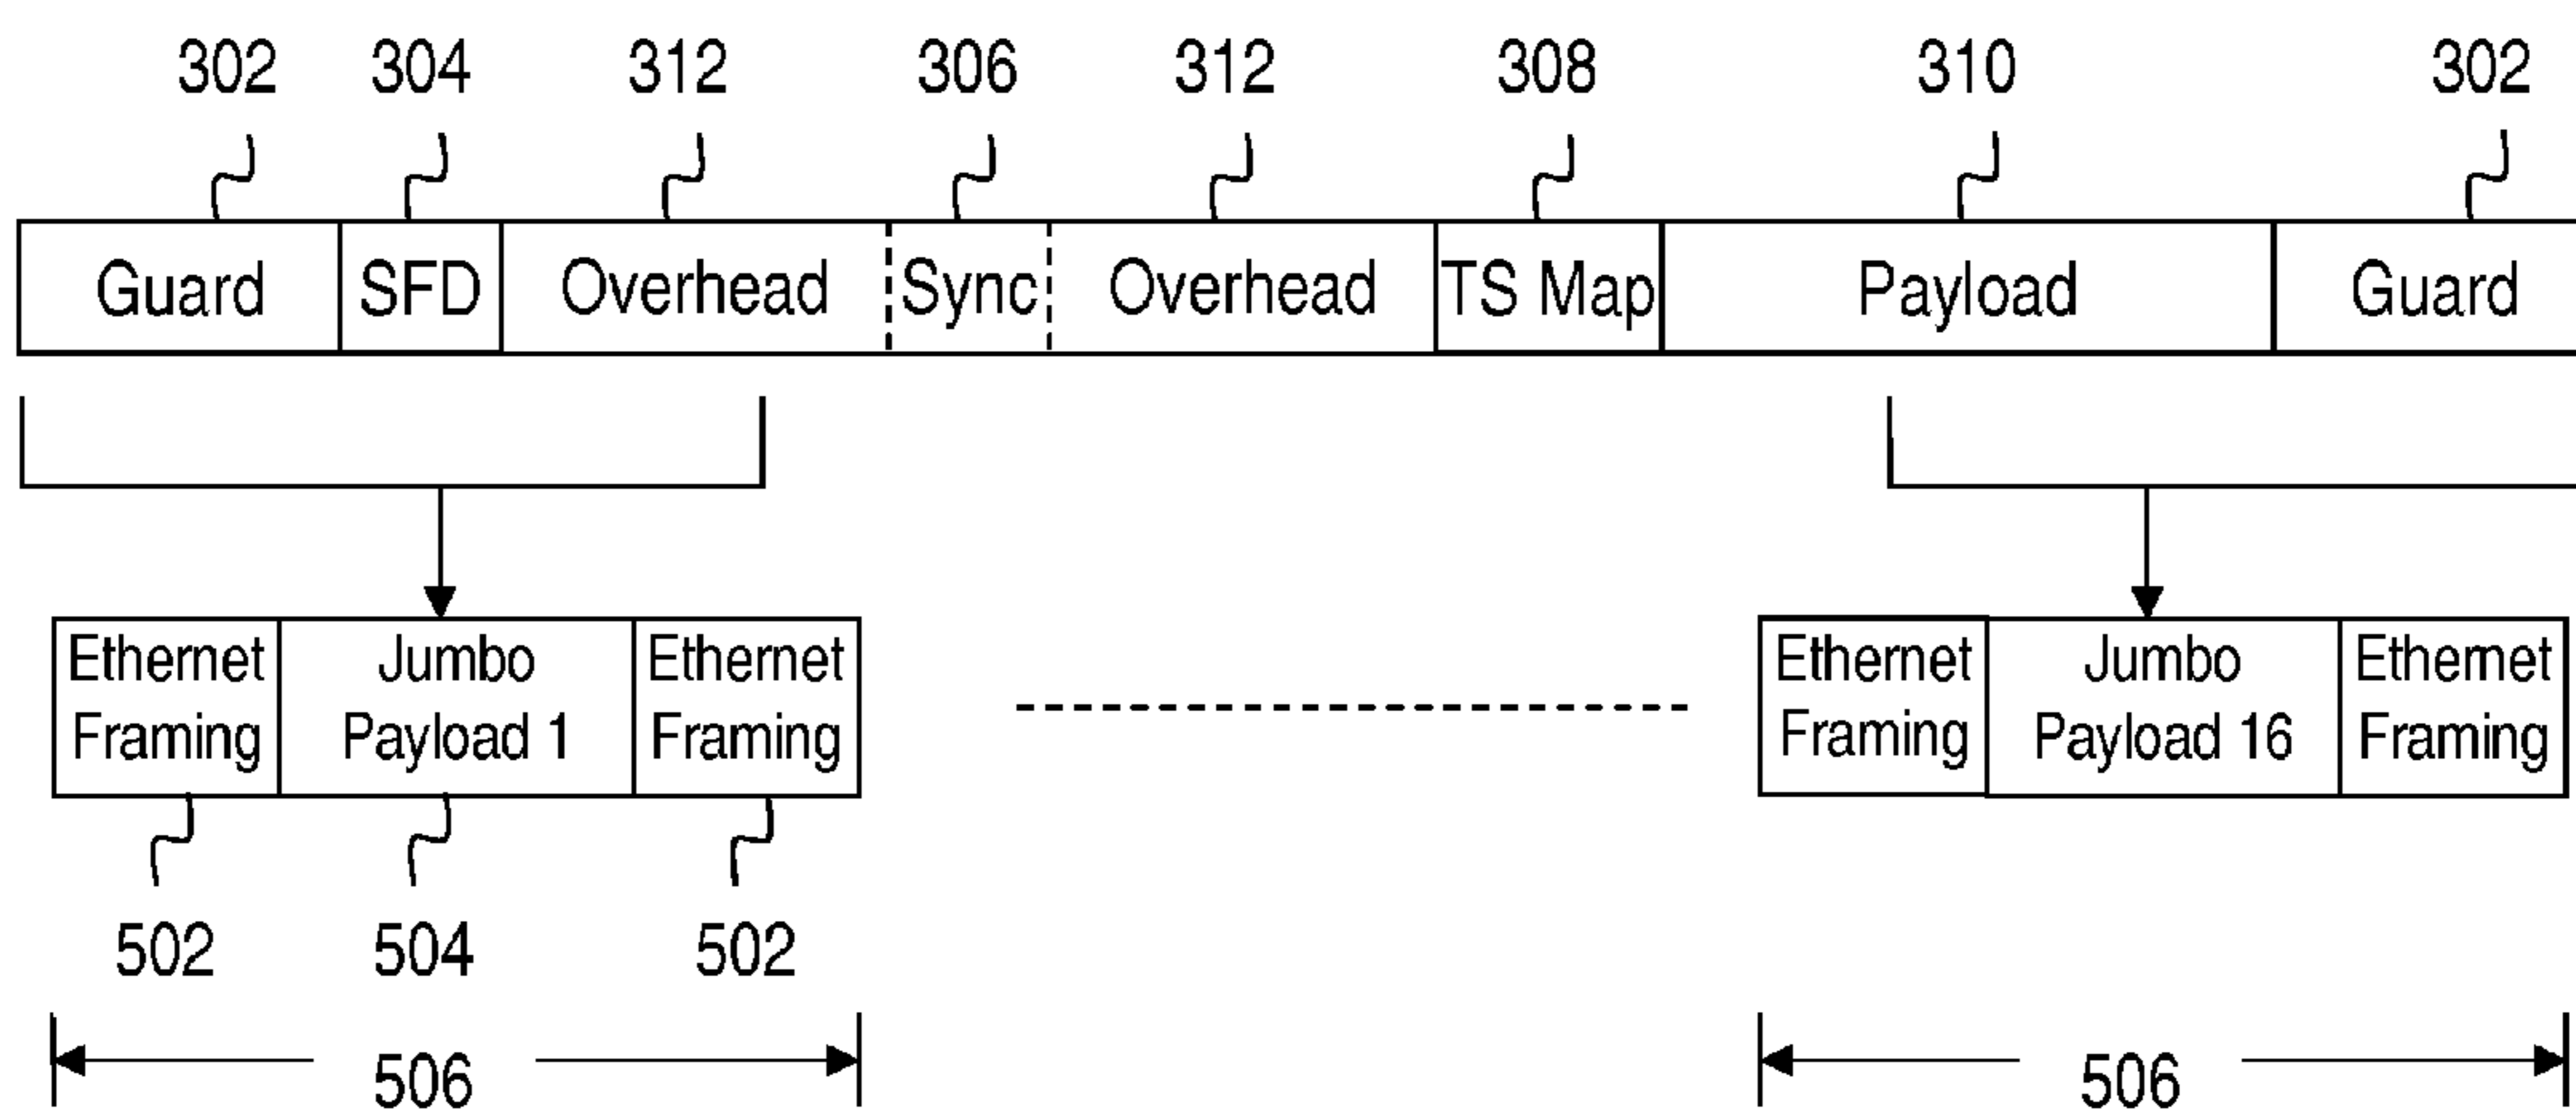 302 304 312 306 312 308 310 302
Guard SFD Overhead Sync Overhead TS Map Payload Guard
Ethernet Framing Jumbo Payload 1 Ethernet Framing
Ethernet Framing Jumbo Payload 16 Ethernet Framing
502 504 502
506 506